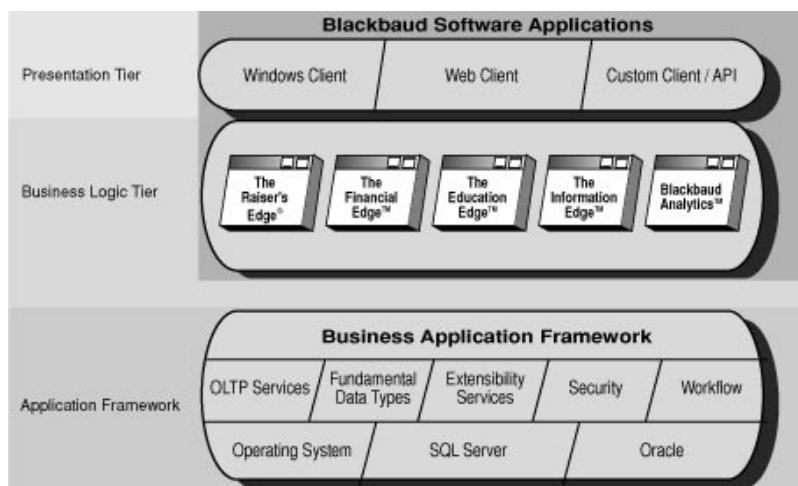 Blackbaud Software Applications
Presentation Tier
Windows Client
Web Client
Custom Client / API
Business Logic Tier
The
Raiser's
Edge®
The
Financial
Edge™
The
Education
Edge™
The
Information
Edge™
Blackbaud
Analytics™
Business Application Framework
Application Framework
OLTP Services
Fundamental
Data Types
Extensibility
Services
Security
Workflow
Operating System
SQL Server
Oracle